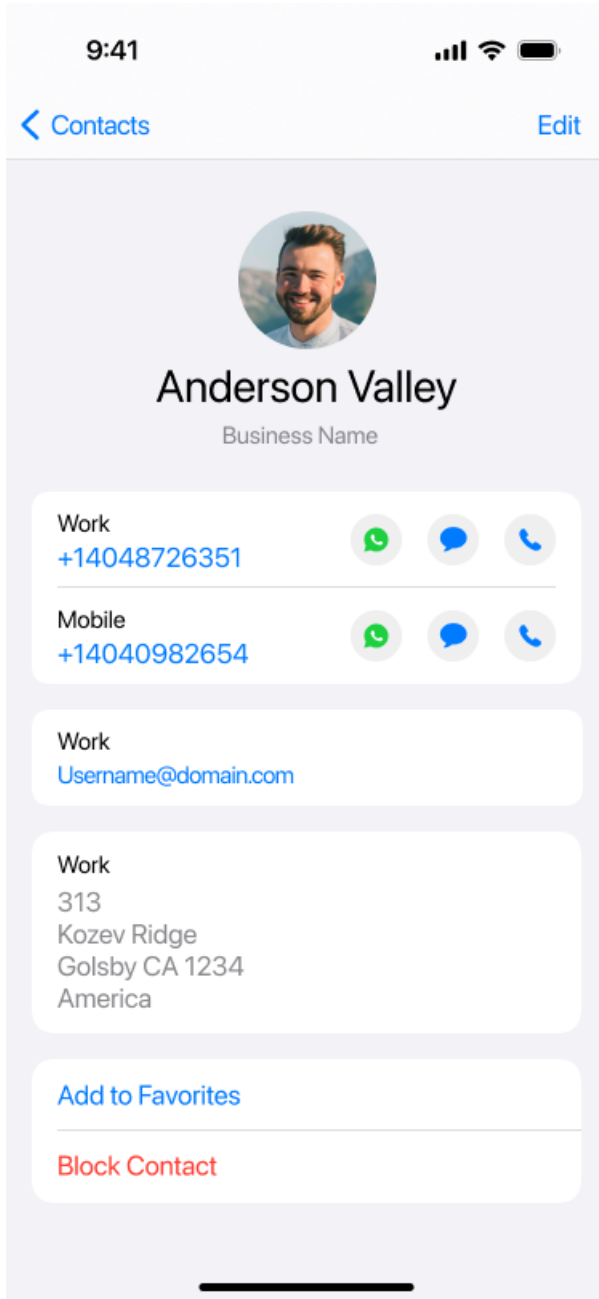 9:41
Contacts
Edit
Anderson Valley
Business Name
Work
+14048726351
Mobile
+14040982654
Work
Username@domain.com
Work
313
Kozev Ridge
Golsby CA 1234
America
Add to Favorites
Block Contact